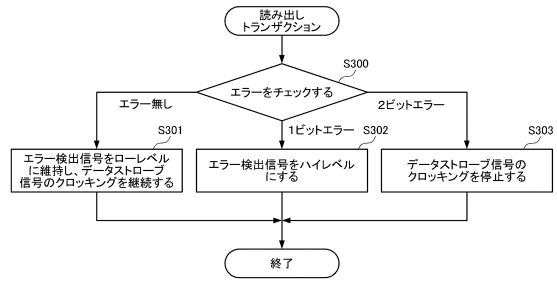 読み出し
トランザクション
S300
エラーをチェックする
エラー無し
1ビットエラー
2ビットエラー
S301
エラー検出信号をローレベル
に維持し、データストローブ
信号のクロッキングを継続する
S302
エラー検出信号をハイレベル
にする
S303
データストローブ信号の
クロッキングを停止する
終了